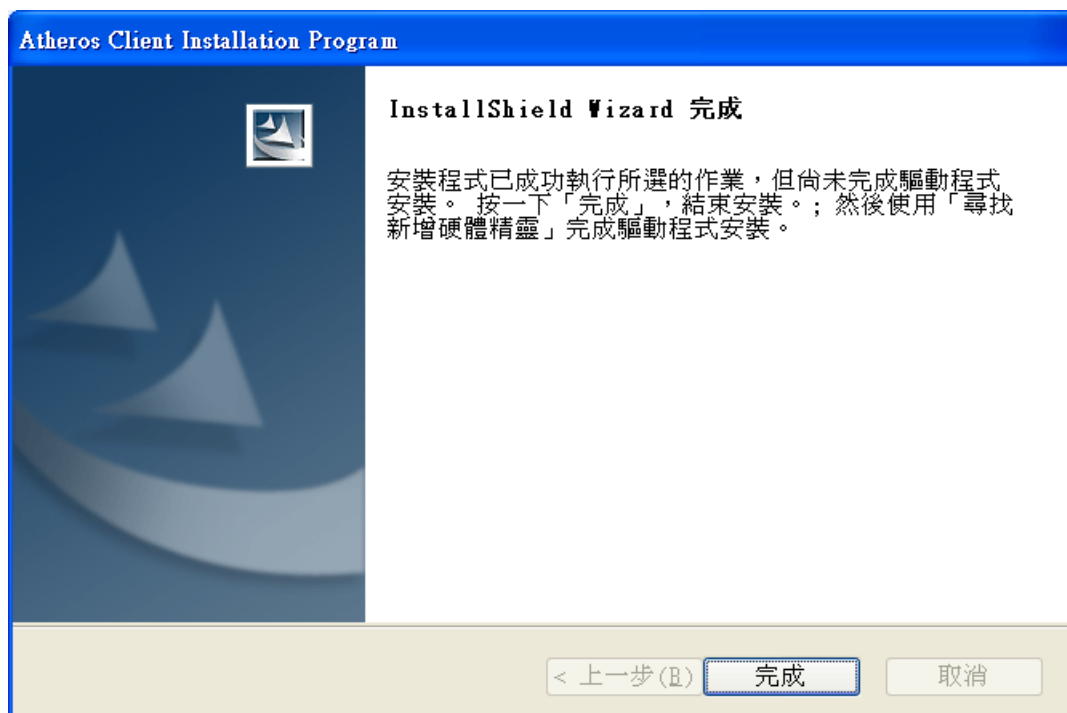 Atheros Client Installation Program
InstallShield Wizard 完成
安裝程式已成功執行所選的作業，但尚未完成驅動程式
安裝。 按一下「完成」，結束安裝。; 然後使用「尋找
新增硬體精靈」完成驅動程式安裝。
< 上一步(B)
完成
取消